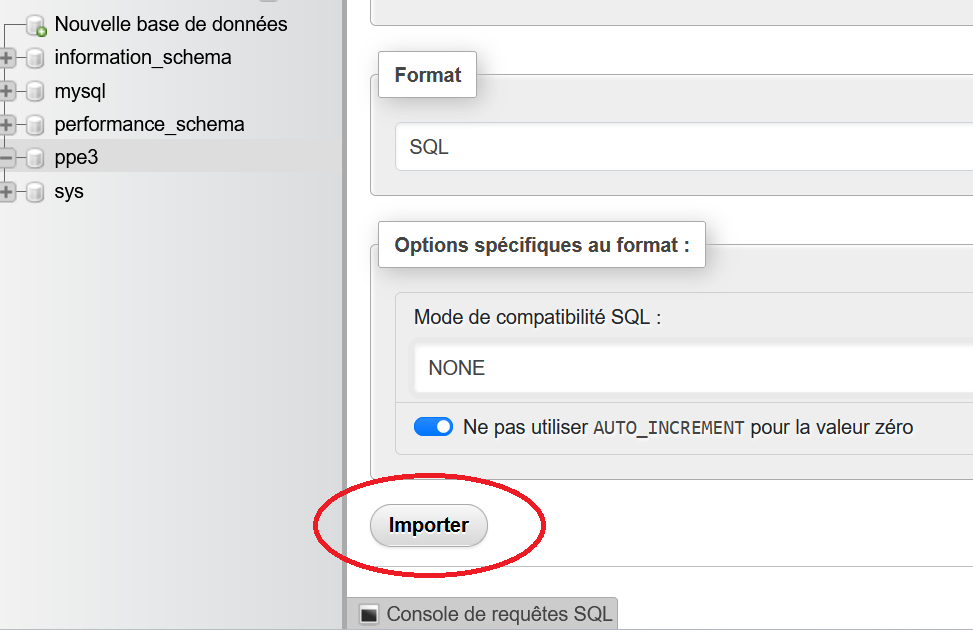 Nouvelle base de données
information_schema
mysql
performance_schema
ppe3
sys
Format
SQL
Options spécifiques au format :
Mode de compatibilité SQL :
NONE
Ne pas utiliser AUTO_INCREMENT pour la valeur zéro
Importer
Console de requêtes SQL